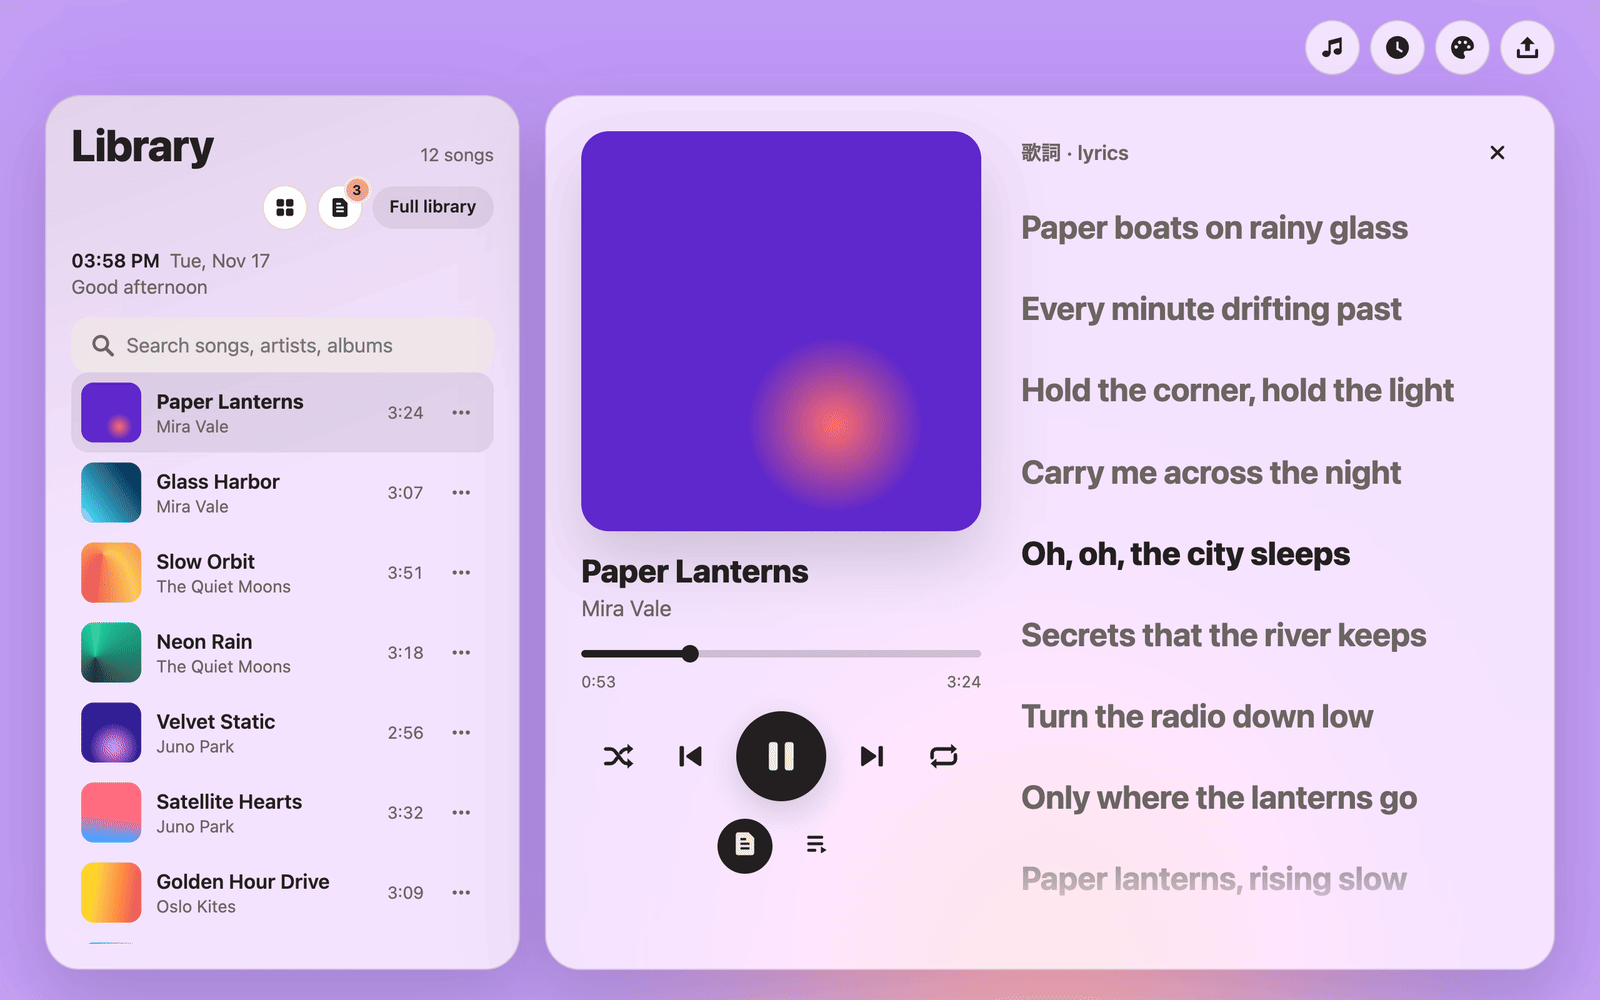 Library
12 songs
3
Full library
03:58 PM Tue, Nov 17
Good afternoon
Search songs, artists, albums
Paper Lanterns
Mira Vale
3:24
Glass Harbor
Mira Vale
3:07
Slow Orbit
The Quiet Moons
3:51
Neon Rain
The Quiet Moons
3:18
Velvet Static
Juno Park
2:56
Satellite Hearts
Juno Park
3:32
Golden Hour Drive
Oslo Kites
3:09
Paper Lanterns
Mira Vale
0:53
3:24
歌詞 · lyrics
Paper boats on rainy glass
Every minute drifting past
Hold the corner, hold the light
Carry me across the night
Oh, oh, the city sleeps
Secrets that the river keeps
Turn the radio down low
Only where the lanterns go
Paper lanterns, rising slow